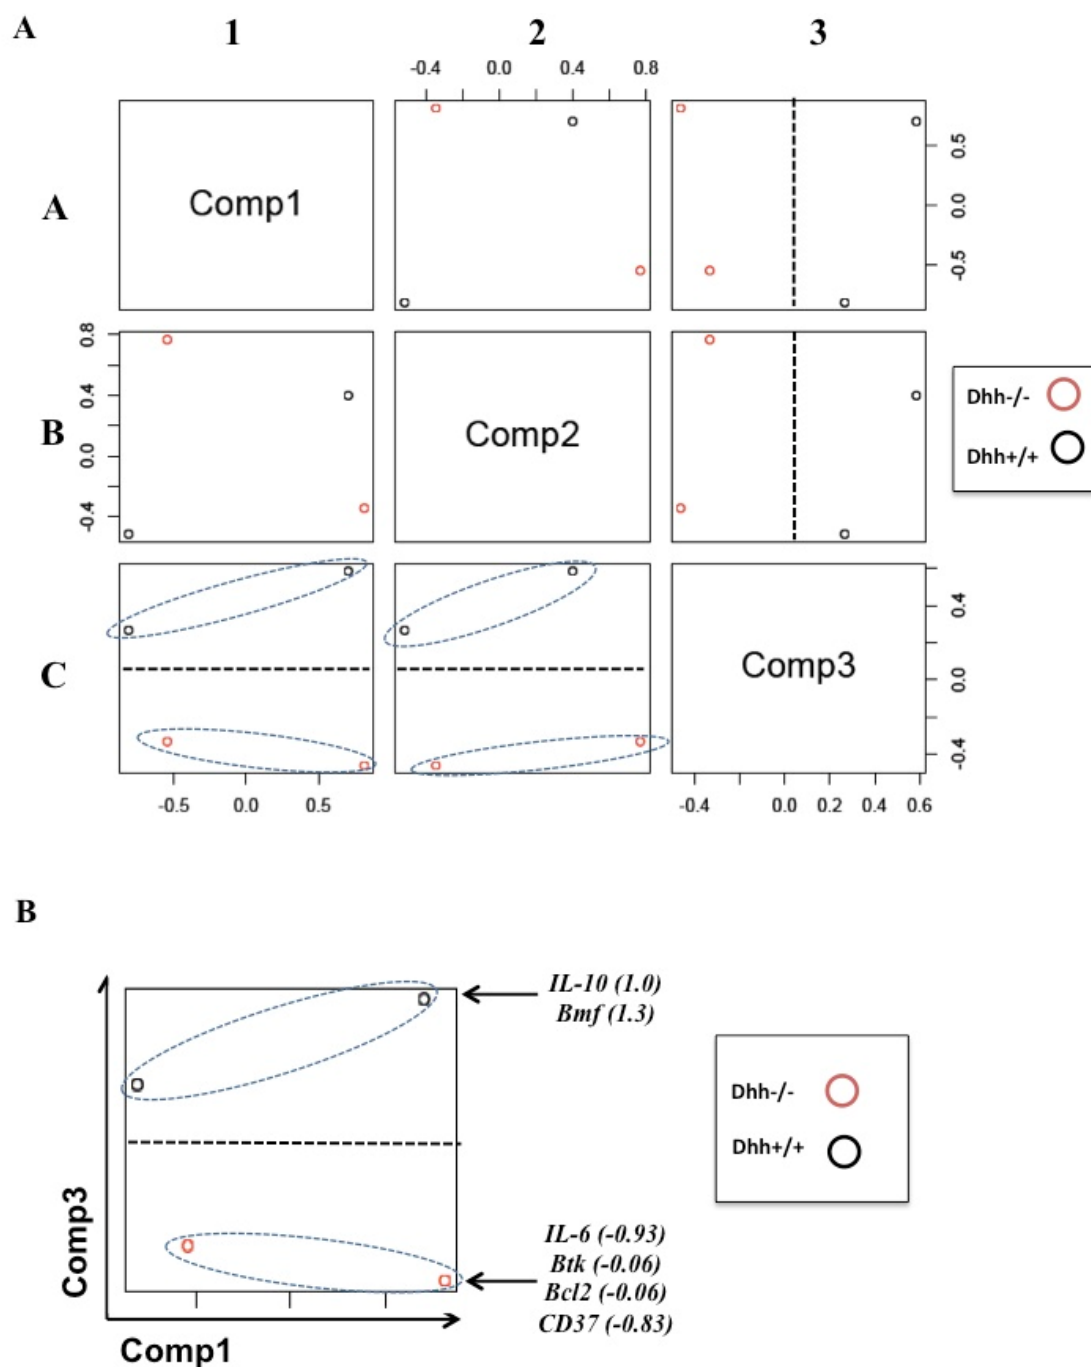 A
1 2 3
-0.4 0.0 0.4 0.8
A
Comp1
0.5
0.0
-0.5
B
0.8
0.4
0.0
-0.4
Comp2
Dhh-/-
Dhh+/+
C
Comp3
0.4
0.0
-0.4
-0.5 0.0 0.5
-0.4 0.0 0.2 0.4 0.6
B
IL-10 (1.0)
Bmf (1.3)
Dhh-/-
Dhh+/+
Comp3
IL-6 (-0.93)
Btk (-0.06)
Bcl2 (-0.06)
CD37 (-0.83)
Comp1